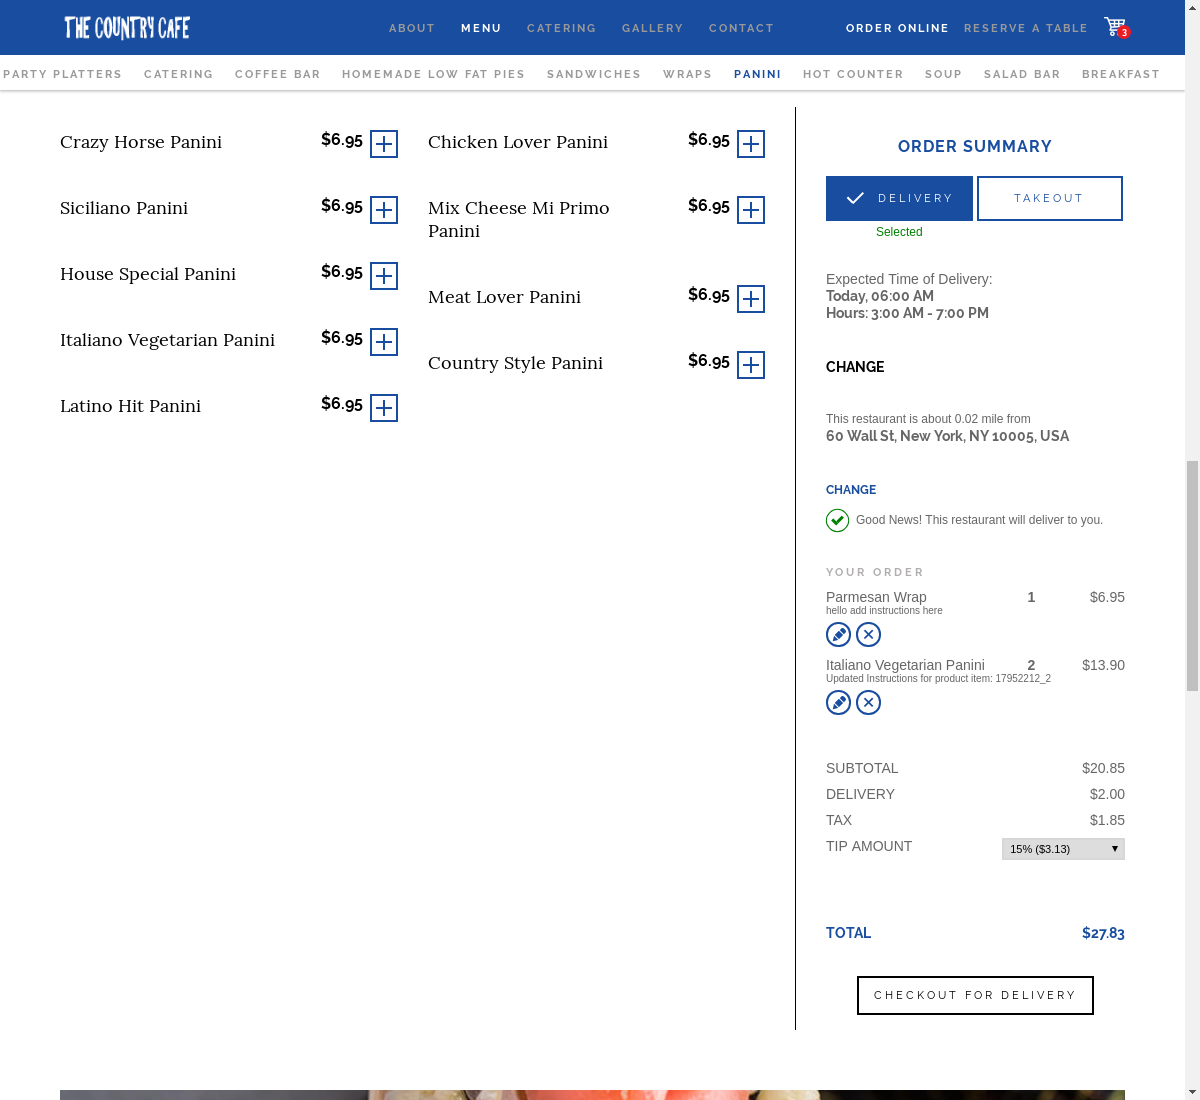 THE COUNTRY CAFE
ABOUT MENU CATERING GALLERY CONTACT ORDER ONLINE RESERVE A TABLE 3
PARTY PLATTERS CATERING COFFEE BAR HOMEMADE LOW FAT PIES SANDWICHES WRAPS PANINI HOT COUNTER SOUP SALAD BAR BREAKFAST
Crazy Horse Panini $6.95
Siciliano Panini $6.95
House Special Panini $6.95
Italiano Vegetarian Panini $6.95
Latino Hit Panini $6.95
Chicken Lover Panini $6.95
Mix Cheese Mi Primo $6.95
Panini
Meat Lover Panini $6.95
Country Style Panini $6.95
ORDER SUMMARY
DELIVERY TAKEOUT
Selected
Expected Time of Delivery:
Today, 06:00 AM
Hours: 3:00 AM - 7:00 PM
CHANGE
This restaurant is about 0.02 mile from
60 Wall St, New York, NY 10005, USA
CHANGE
Good News! This restaurant will deliver to you.
YOUR ORDER
Parmesan Wrap 1 $6.95
hello add instructions here
Italiano Vegetarian Panini 2 $13.90
Updated Instructions for product item: 17952212_2
SUBTOTAL $20.85
DELIVERY $2.00
TAX $1.85
TIP AMOUNT 15% ($3.13)
TOTAL $27.83
CHECKOUT FOR DELIVERY